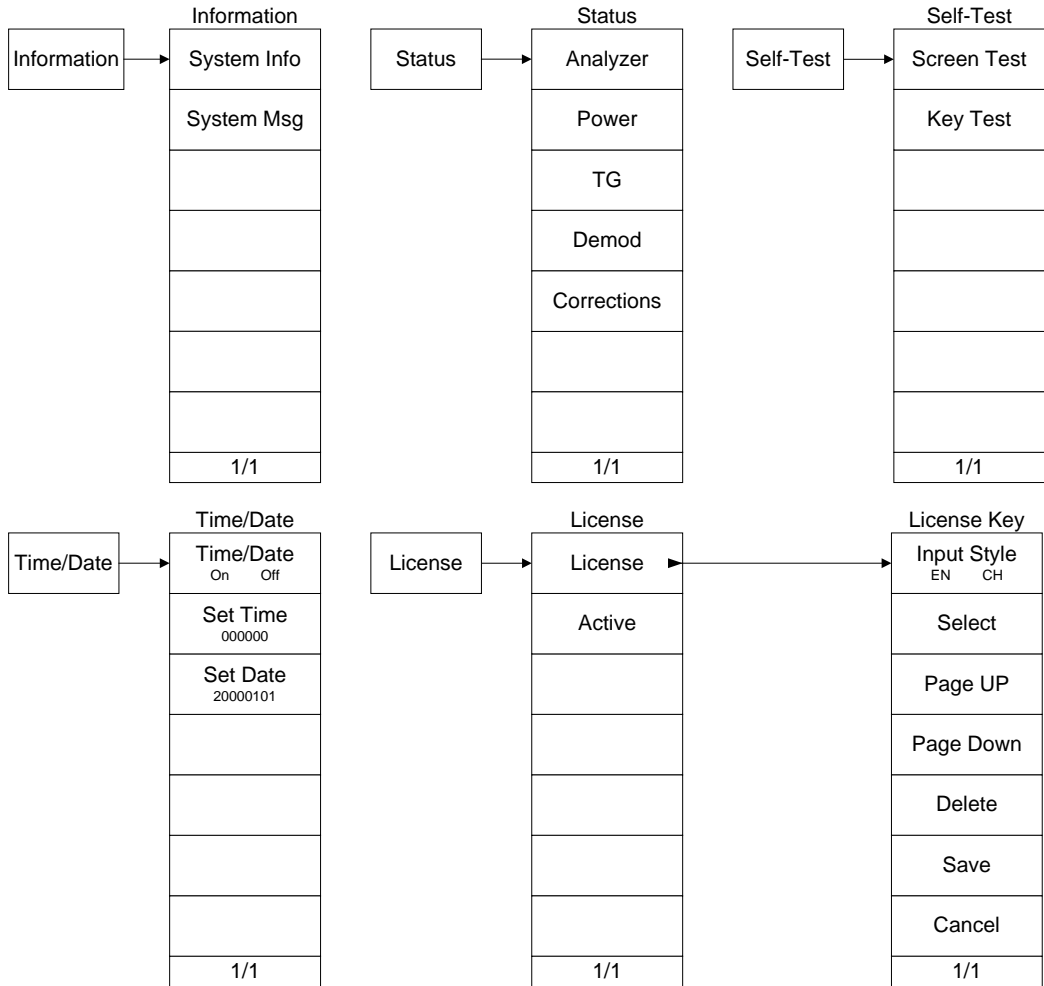 Information
Information
System Info
System Msg
1/1
Status
Status
Analyzer
Power
TG
Demod
Corrections
1/1
Self-Test
Self-Test
Screen Test
Key Test
1/1
Time/Date
Time/Date
Time/Date
On Off
Set Time
000000
Set Date
20000101
1/1
License
License
License
Active
1/1
License Key
Input Style
EN CH
Select
Page UP
Page Down
Delete
Save
Cancel
1/1